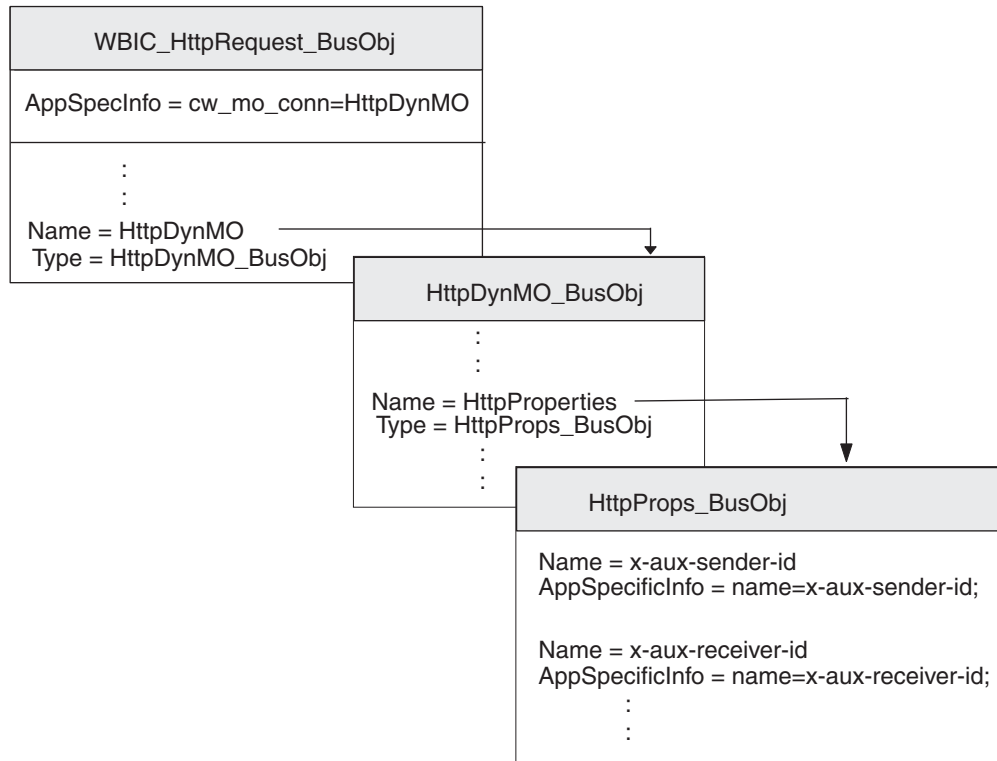 WBIC_HttpRequest_BusObj
AppSpecInfo = cw_mo_conn=HttpDynMO
:
:
Name = HttpDynMO
Type = HttpDynMO_BusObj
HttpDynMO_BusObj
:
:
Name = HttpProperties
Type = HttpProps_BusObj
:
:
HttpProps_BusObj
Name = x-aux-sender-id
AppSpecificInfo = name=x-aux-sender-id;
Name = x-aux-receiver-id
AppSpecificInfo = name=x-aux-receiver-id;
:
: